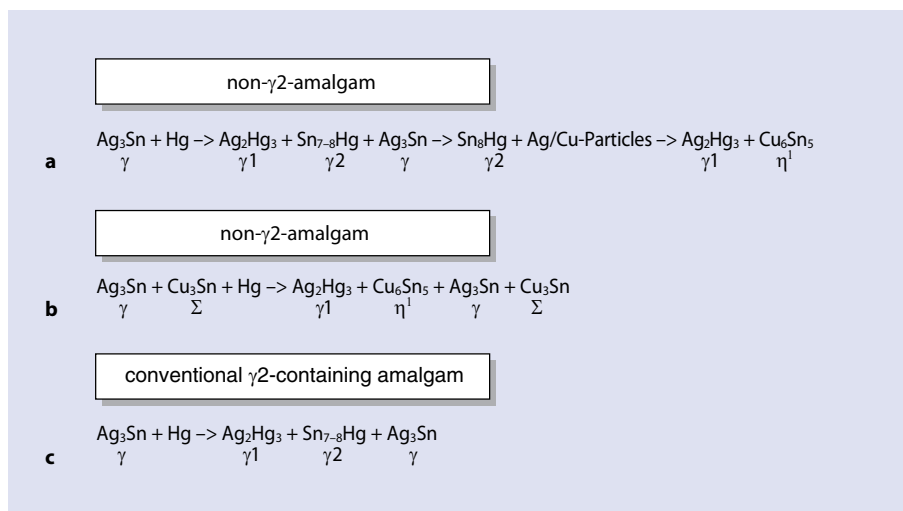 non-γ2-amalgam
Ag₃Sn + Hg –> Ag₂Hg₃ + Sn₇₋₈Hg + Ag₃Sn –> Sn₈Hg + Ag/Cu-Particles –> Ag₂Hg₃ + Cu₆Sn₅
a γ γ1 γ2 γ γ2 γ1 η¹
non-γ2-amalgam
Ag₃Sn + Cu₃Sn + Hg –> Ag₂Hg₃ + Cu₆Sn₅ + Ag₃Sn + Cu₃Sn
b γ Σ γ1 η¹ γ Σ
conventional γ2-containing amalgam
Ag₃Sn + Hg –> Ag₂Hg₃ + Sn₇₋₈Hg + Ag₃Sn
c γ γ1 γ2 γ